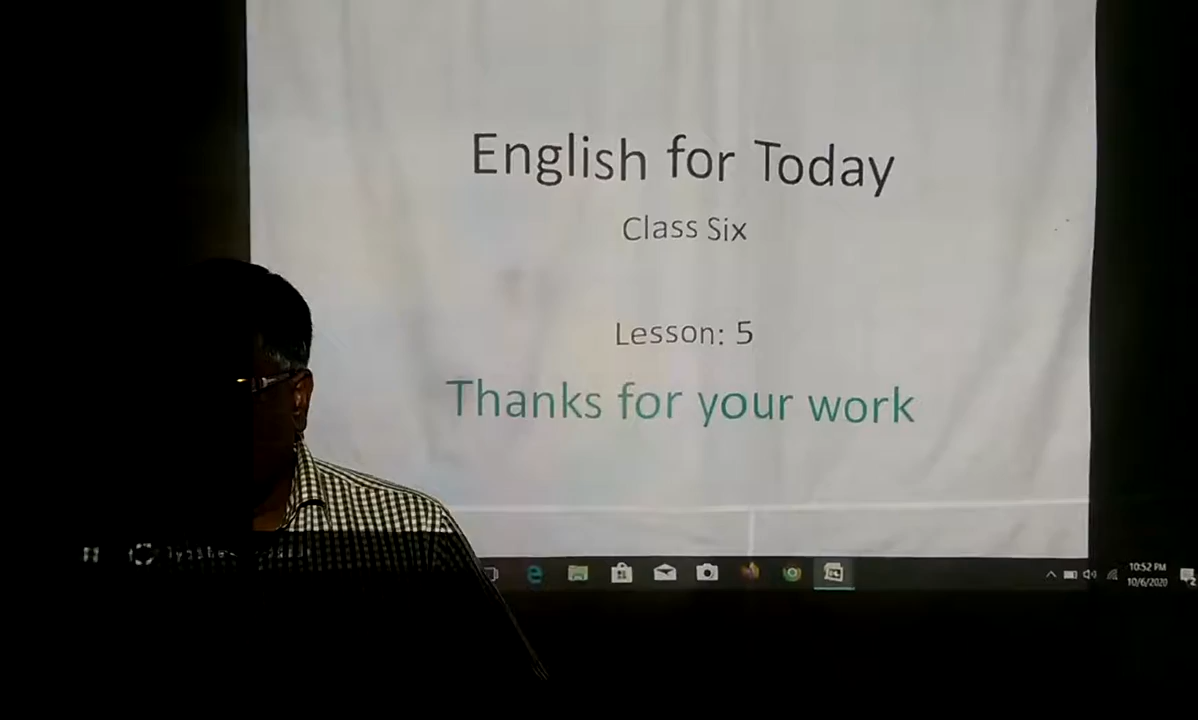 English for Today
Class Six
Lesson: 5
Thanks for your work
10:52 PM
10/6/2020